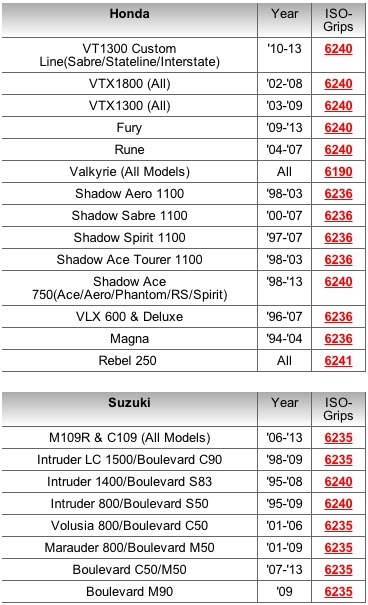 Honda Year ISO-
Grips
VT1300 Custom '10-13 6240
Line(Sabre/Stateline/Interstate)
VTX1800 (All) '02-'08 6240
VTX1300 (All) '03-'09 6240
Fury '09-'13 6240
Rune '04-'07 6240
Valkyrie (All Models) All 6190
Shadow Aero 1100 '98-'03 6236
Shadow Sabre 1100 '00-'07 6236
Shadow Spirit 1100 '97-'07 6236
Shadow Ace Tourer 1100 '98-'03 6236
Shadow Ace '98-'13 6240
750(Ace/Aero/Phantom/RS/Spirit)
VLX 600 & Deluxe '96-'07 6236
Magna '94-'04 6236
Rebel 250 All 6241
Suzuki Year ISO-
Grips
M109R & C109 (All Models) '06-'13 6235
Intruder LC 1500/Boulevard C90 '98-'09 6235
Intruder 1400/Boulevard S83 '95-'08 6240
Intruder 800/Boulevard S50 '95-'09 6240
Volusia 800/Boulevard C50 '01-'06 6235
Marauder 800/Boulevard M50 '01-'09 6235
Boulevard C50/M50 '07-'13 6235
Boulevard M90 '09 6235